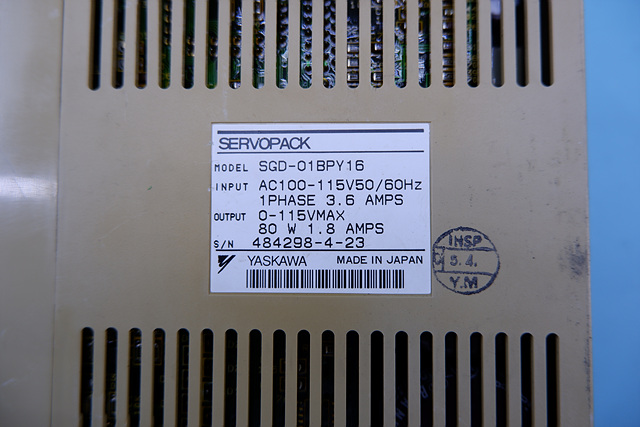 SERVOPACK
MODEL SGD-01BPY16
INPUT AC100-115V50/60Hz
1PHASE 3.6 AMPS
OUTPUT 0-115VMAX
80 W 1.8 AMPS
S/N 484298-4-23
YASKAWA MADE IN JAPAN
INSP
5.4.
Y.M